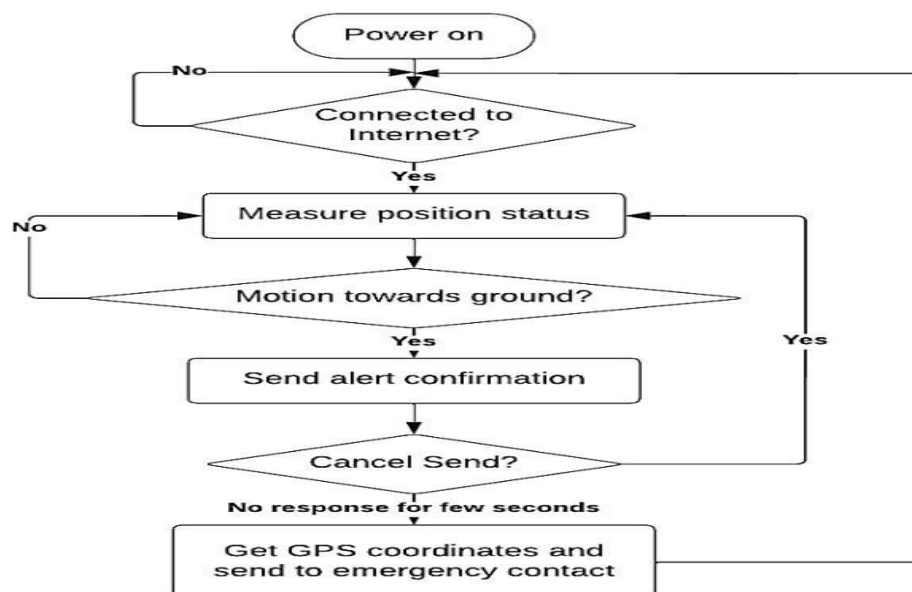 Power on
No
Connected to
Internet?
Yes
Measure position status
No
Motion towards ground?
Yes
Yes
Send alert confirmation
Cancel Send?
No response for few seconds
Get GPS coordinates and
send to emergency contact